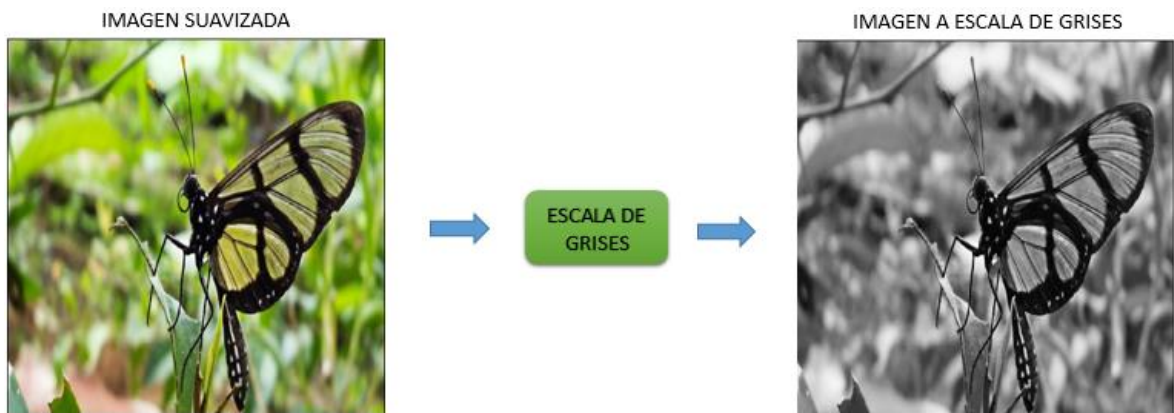 IMAGEN SUAVIZADA
IMAGEN A ESCALA DE GRISES
ESCALA DE
GRISES